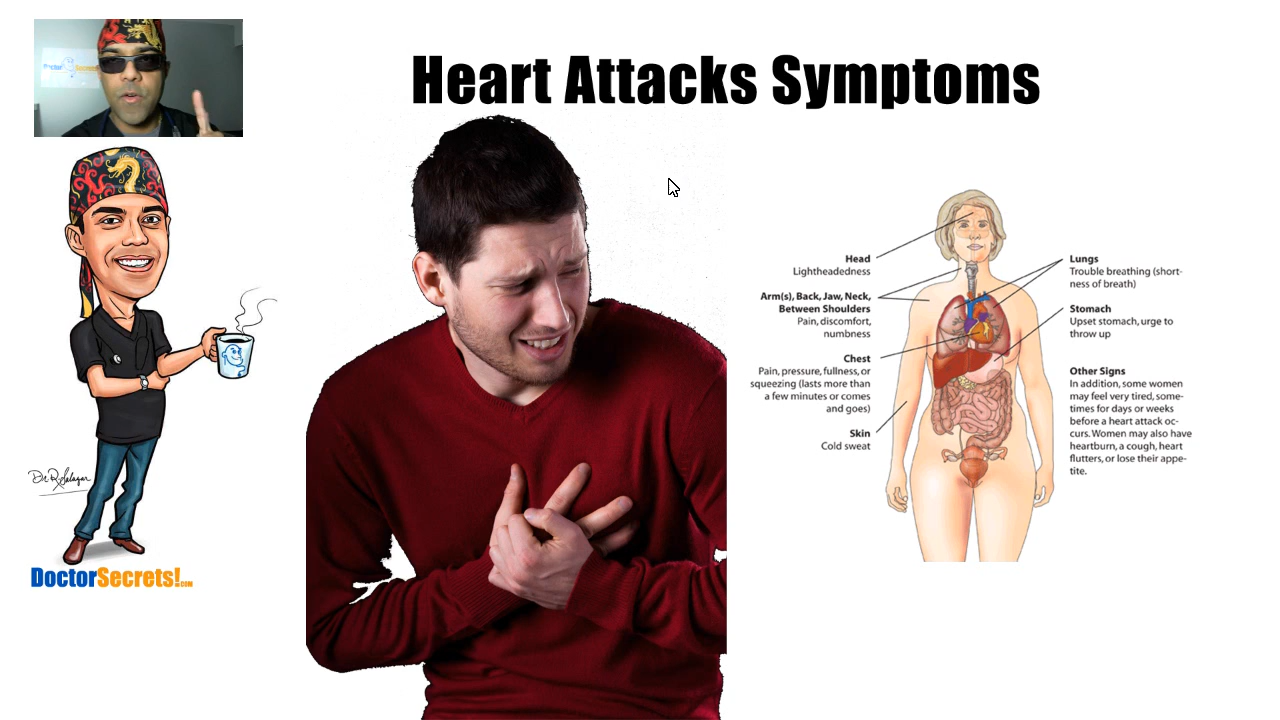 Heart Attacks Symptoms
Head
Lightheadedness
Arm(s), Back, Jaw, Neck,
Between Shoulders
Pain, discomfort,
numbness
Chest
Pain, pressure, fullness, or
squeezing (lasts more than
a few minutes or comes
and goes)
Skin
Cold sweat
Lungs
Trouble breathing (short-
ness of breath)
Stomach
Upset stomach, urge to
throw up
Other Signs
In addition, some women
may feel very tired, some-
times for days or weeks
before a heart attack oc-
curs. Women may also have
heartburn, a cough, heart
flutters, or lose their appe-
tite.
DoctorSecrets!.com